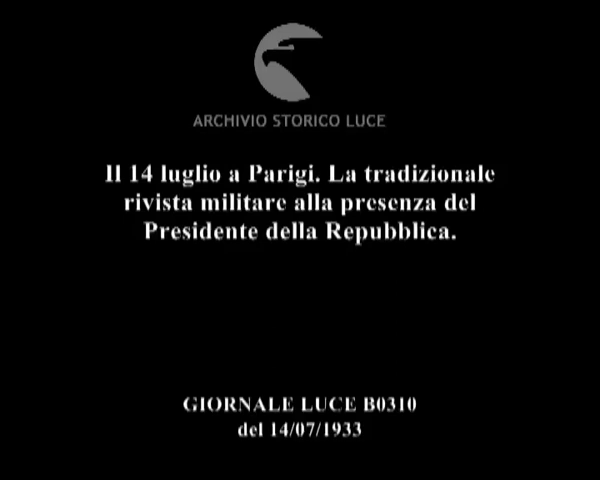 ARCHIVIO STORICO LUCE
Il 14 luglio a Parigi. La tradizionale
rivista militare alla presenza del
Presidente della Repubblica.
GIORNALE LUCE B0310
del 14/07/1933